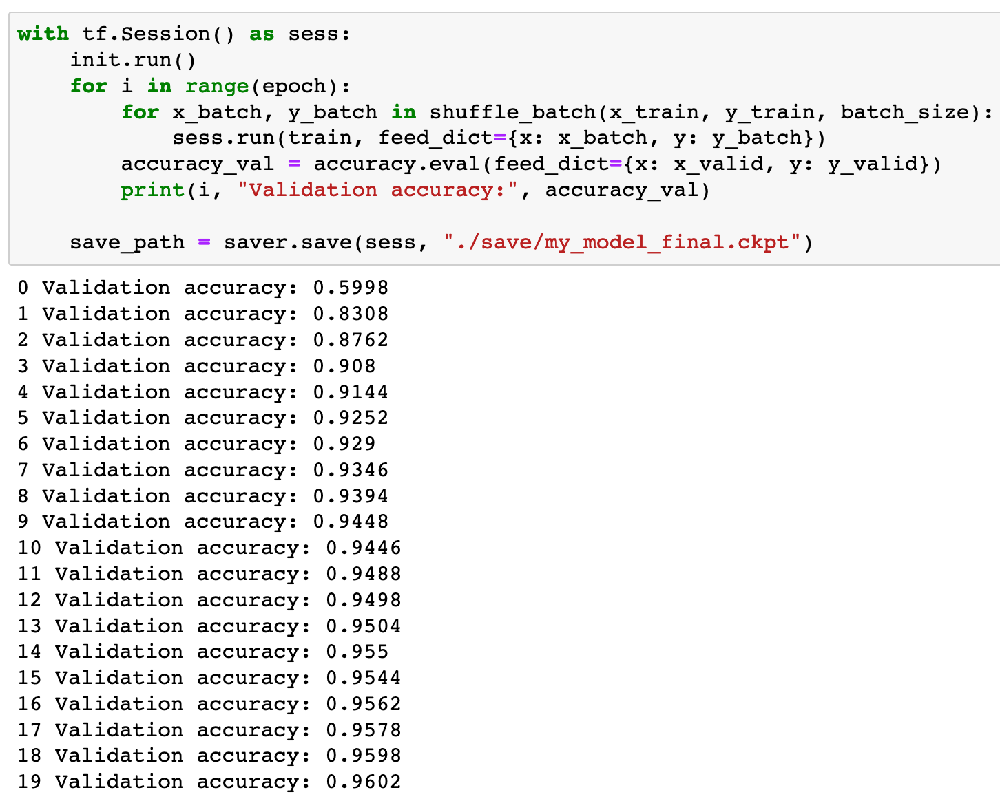 with tf.Session() as sess:
    init.run()
    for i in range(epoch):
        for x_batch, y_batch in shuffle_batch(x_train, y_train, batch_size):
            sess.run(train, feed_dict={x: x_batch, y: y_batch})
        accuracy_val = accuracy.eval(feed_dict={x: x_valid, y: y_valid})
        print(i, "Validation accuracy:", accuracy_val)
    save_path = saver.save(sess, "./save/my_model_final.ckpt")
0 Validation accuracy: 0.5998
1 Validation accuracy: 0.8308
2 Validation accuracy: 0.8762
3 Validation accuracy: 0.908
4 Validation accuracy: 0.9144
5 Validation accuracy: 0.9252
6 Validation accuracy: 0.929
7 Validation accuracy: 0.9346
8 Validation accuracy: 0.9394
9 Validation accuracy: 0.9448
10 Validation accuracy: 0.9446
11 Validation accuracy: 0.9488
12 Validation accuracy: 0.9498
13 Validation accuracy: 0.9504
14 Validation accuracy: 0.955
15 Validation accuracy: 0.9544
16 Validation accuracy: 0.9562
17 Validation accuracy: 0.9578
18 Validation accuracy: 0.9598
19 Validation accuracy: 0.9602